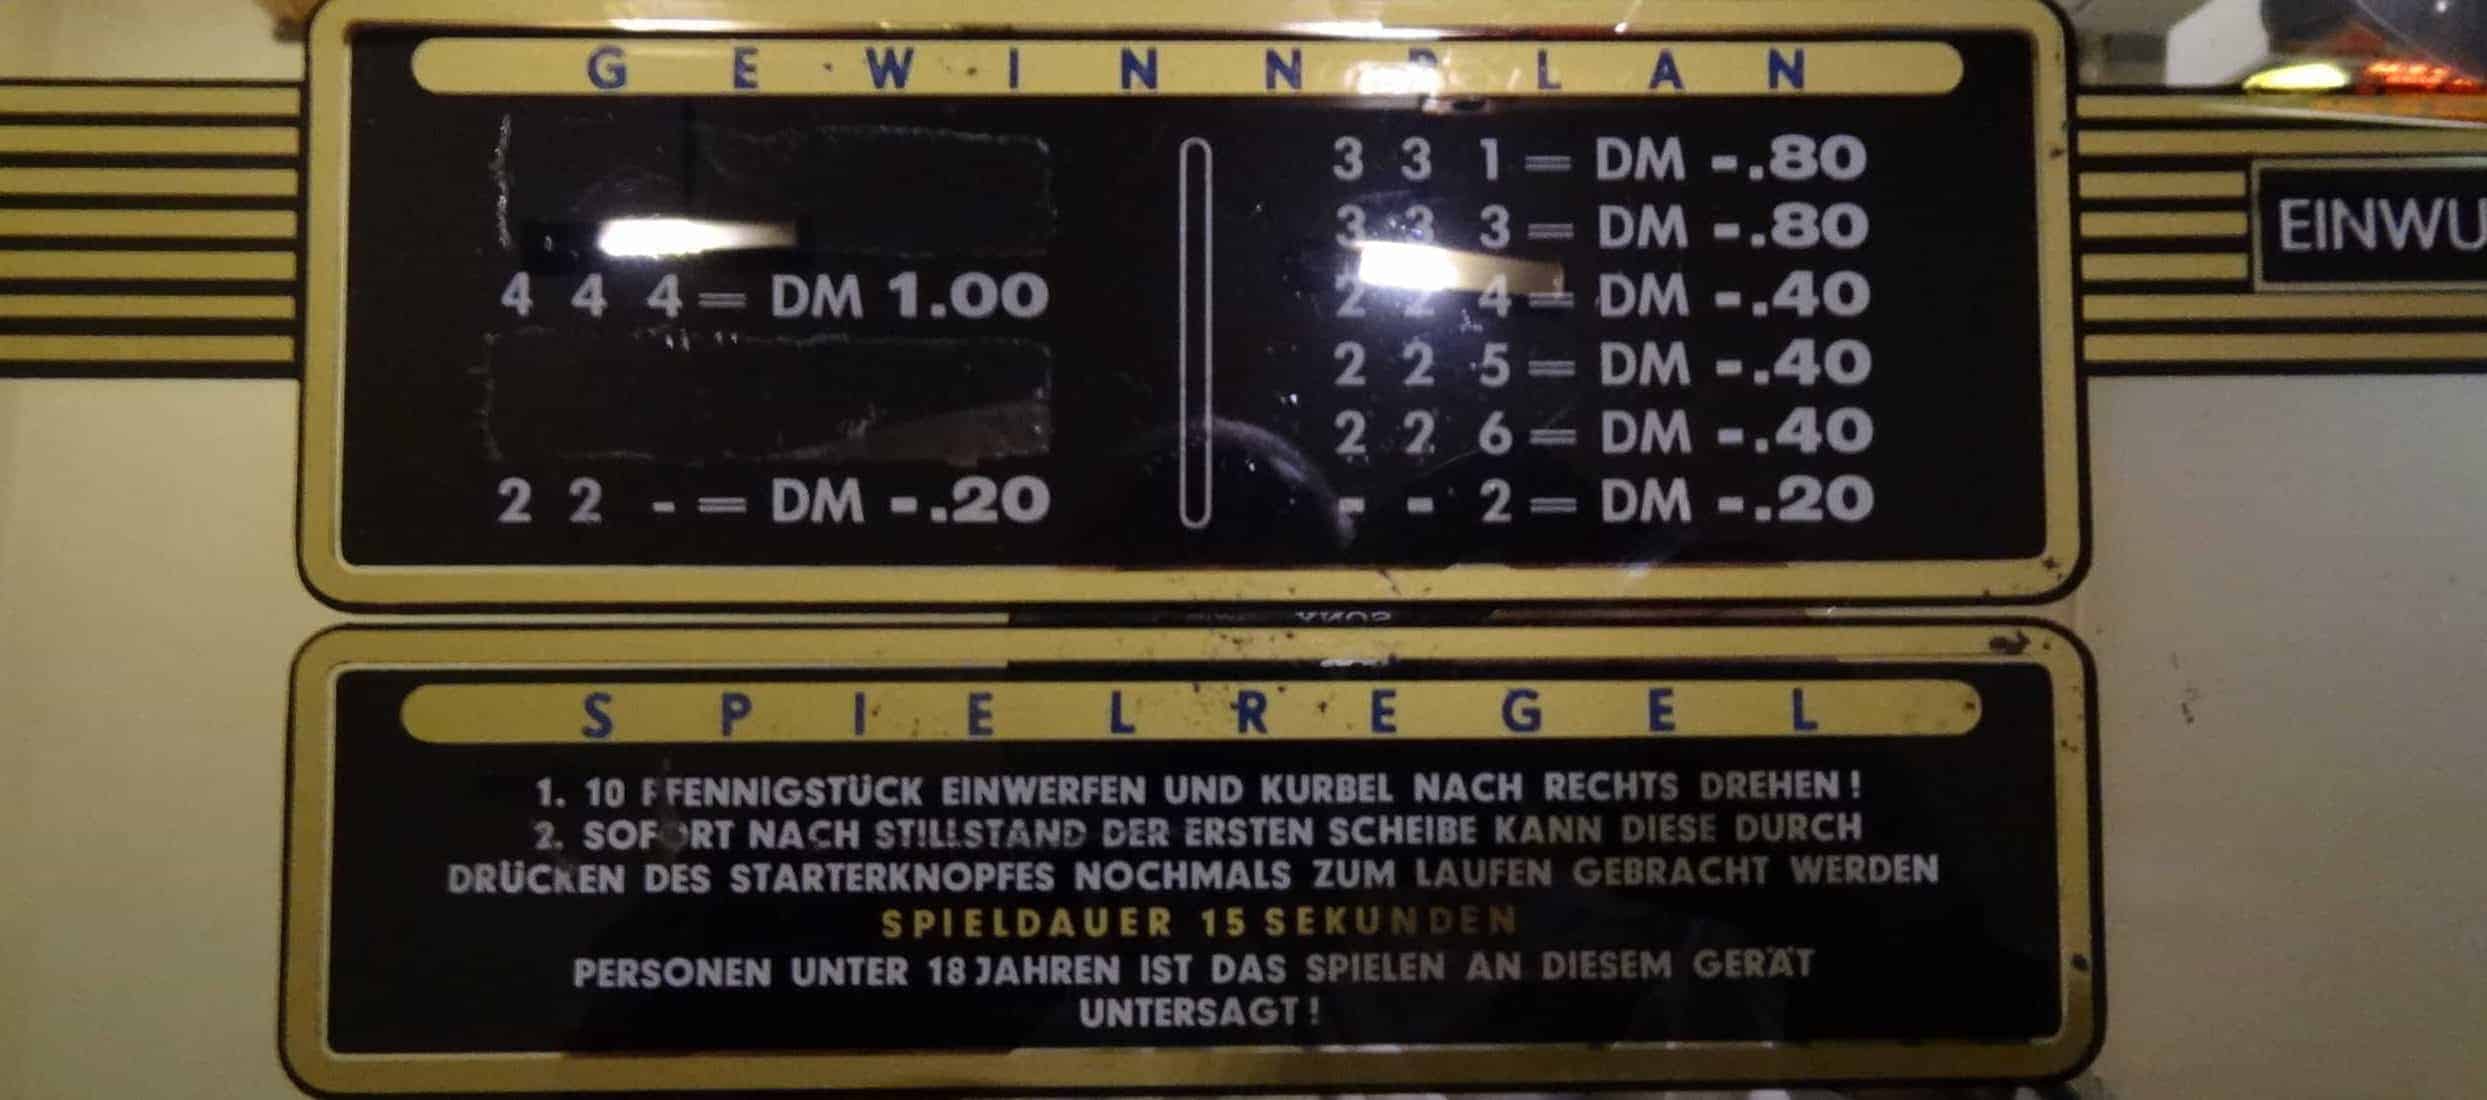 GEWINNPLAN
4 4 4 = DM 1.00
2 2 - = DM -.20
3 3 1 = DM -.80
3 3 3 = DM -.80
2 2 4 = DM -.40
2 2 5 = DM -.40
2 2 6 = DM -.40
- - 2 = DM -.20
EINWU
SPIELREGEL
1. 10 PFENNIGSTÜCK EINWERFEN UND KURBEL NACH RECHTS DREHEN!
2. SOFORT NACH STILLSTAND DER ERSTEN SCHEIBE KANN DIESE DURCH
DRÜCKEN DES STARTERKNOPFES NOCHMALS ZUM LAUFEN GEBRACHT WERDEN
SPIELDAUER 15 SEKUNDEN
PERSONEN UNTER 18 JAHREN IST DAS SPIELEN AN DIESEM GERÄT
UNTERSAGT!